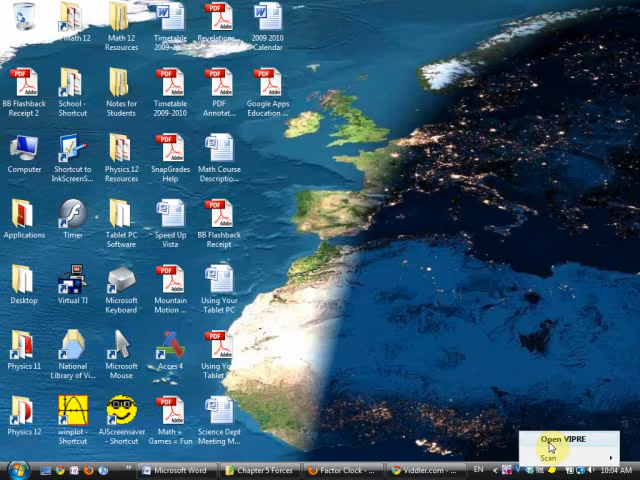 Math 12
Math 12 Resources
Timetable 2009-20...
Revelations...
2009 2010 Calendar
BB Flashback Receipt 2
School - Shortcut
Notes for Students
Timetable 2009-2010
PDF Annotat...
Google Apps Education ...
Computer
Shortcut to InkScreenS...
Physics 12 Resources
SnapGrades Help
Math Course Descriptio...
Applications
Timer
Tablet PC Software
Speed Up Vista
BB Flashback Receipt
Desktop
Virtual TI
Microsoft Keyboard
Mountain Motion ...
Using Your Tablet PC
Physics 11
National Library of Vi...
Microsoft Mouse
Acces 4
Physics 12
winplot - Shortcut
AJScreensaver - Shortcut
Math + Games = Fun
Science Dept Meeting M...
Open VIPRE
Scan
Microsoft Word
Chapter 5 Forces
Factor Clock - ...
Viddler.com - ...
EN
10:04 AM